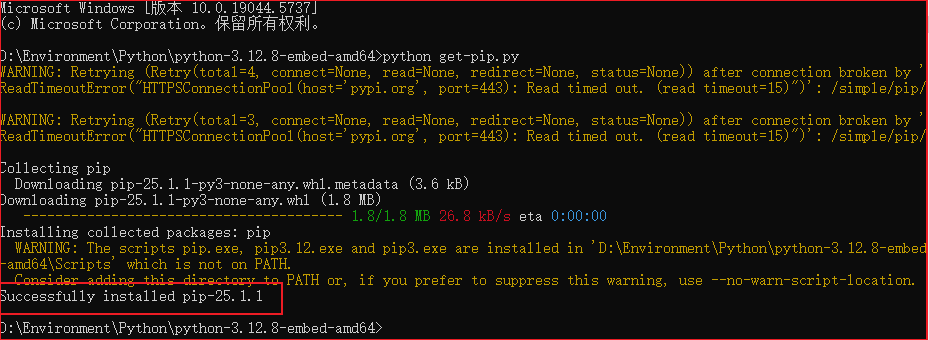 Microsoft Windows [版本 10.0.19044.5737]
(c) Microsoft Corporation。保留所有权利。
D:\Environment\Python\python-3.12.8-embed-amd64>python get-pip.py
WARNING: Retrying (Retry(total=4, connect=None, read=None, redirect=None, status=None)) after connection broken by '
ReadTimeoutError("HTTPSConnectionPool(host='pypi.org', port=443): Read timed out. (read timeout=15)")': /simple/pip/
WARNING: Retrying (Retry(total=3, connect=None, read=None, redirect=None, status=None)) after connection broken by '
ReadTimeoutError("HTTPSConnectionPool(host='pypi.org', port=443): Read timed out. (read timeout=15)")': /simple/pip/
Collecting pip
  Downloading pip-25.1.1-py3-none-any.whl.metadata (3.6 kB)
Downloading pip-25.1.1-py3-none-any.whl (1.8 MB)
   ---------------------------------------- 1.8/1.8 MB 26.8 kB/s eta 0:00:00
Installing collected packages: pip
  WARNING: The scripts pip.exe, pip3.12.exe and pip3.exe are installed in 'D:\Environment\Python\python-3.12.8-embed
-amd64\Scripts' which is not on PATH.
  Consider adding this directory to PATH or, if you prefer to suppress this warning, use --no-warn-script-location.
Successfully installed pip-25.1.1
D:\Environment\Python\python-3.12.8-embed-amd64>